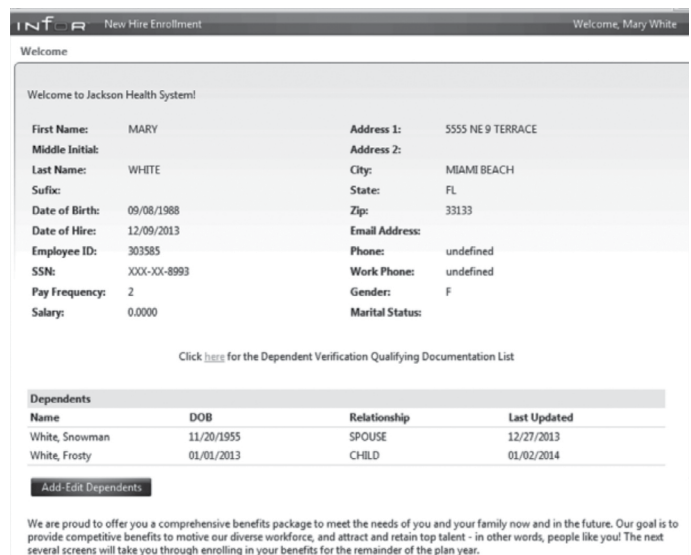 infor New Hire Enrollment Welcome, Mary White
Welcome
Welcome to Jackson Health System!
First Name: MARY Address 1: 5555 NE 9 TERRACE
Middle Initial: Address 2:
Last Name: WHITE City: MIAMI BEACH
Sufix: State: FL
Date of Birth: 09/08/1988 Zip: 33133
Date of Hire: 12/09/2013 Email Address:
Employee ID: 303585 Phone: undefined
SSN: XXX-XX-8993 Work Phone: undefined
Pay Frequency: 2 Gender: F
Salary: 0.0000 Marital Status:
Click here for the Dependent Verification Qualifying Documentation List
Dependents
Name DOB Relationship Last Updated
White, Snowman 11/20/1955 SPOUSE 12/27/2013
White, Frosty 01/01/2013 CHILD 01/02/2014
Add-Edit Dependents
We are proud to offer you a comprehensive benefits package to meet the needs of you and your family now and in the future. Our goal is to
provide competitive benefits to motive our diverse workforce, and attract and retain top talent - in other words, people like you! The next
several screens will take you through enrolling in your benefits for the remainder of the plan year.